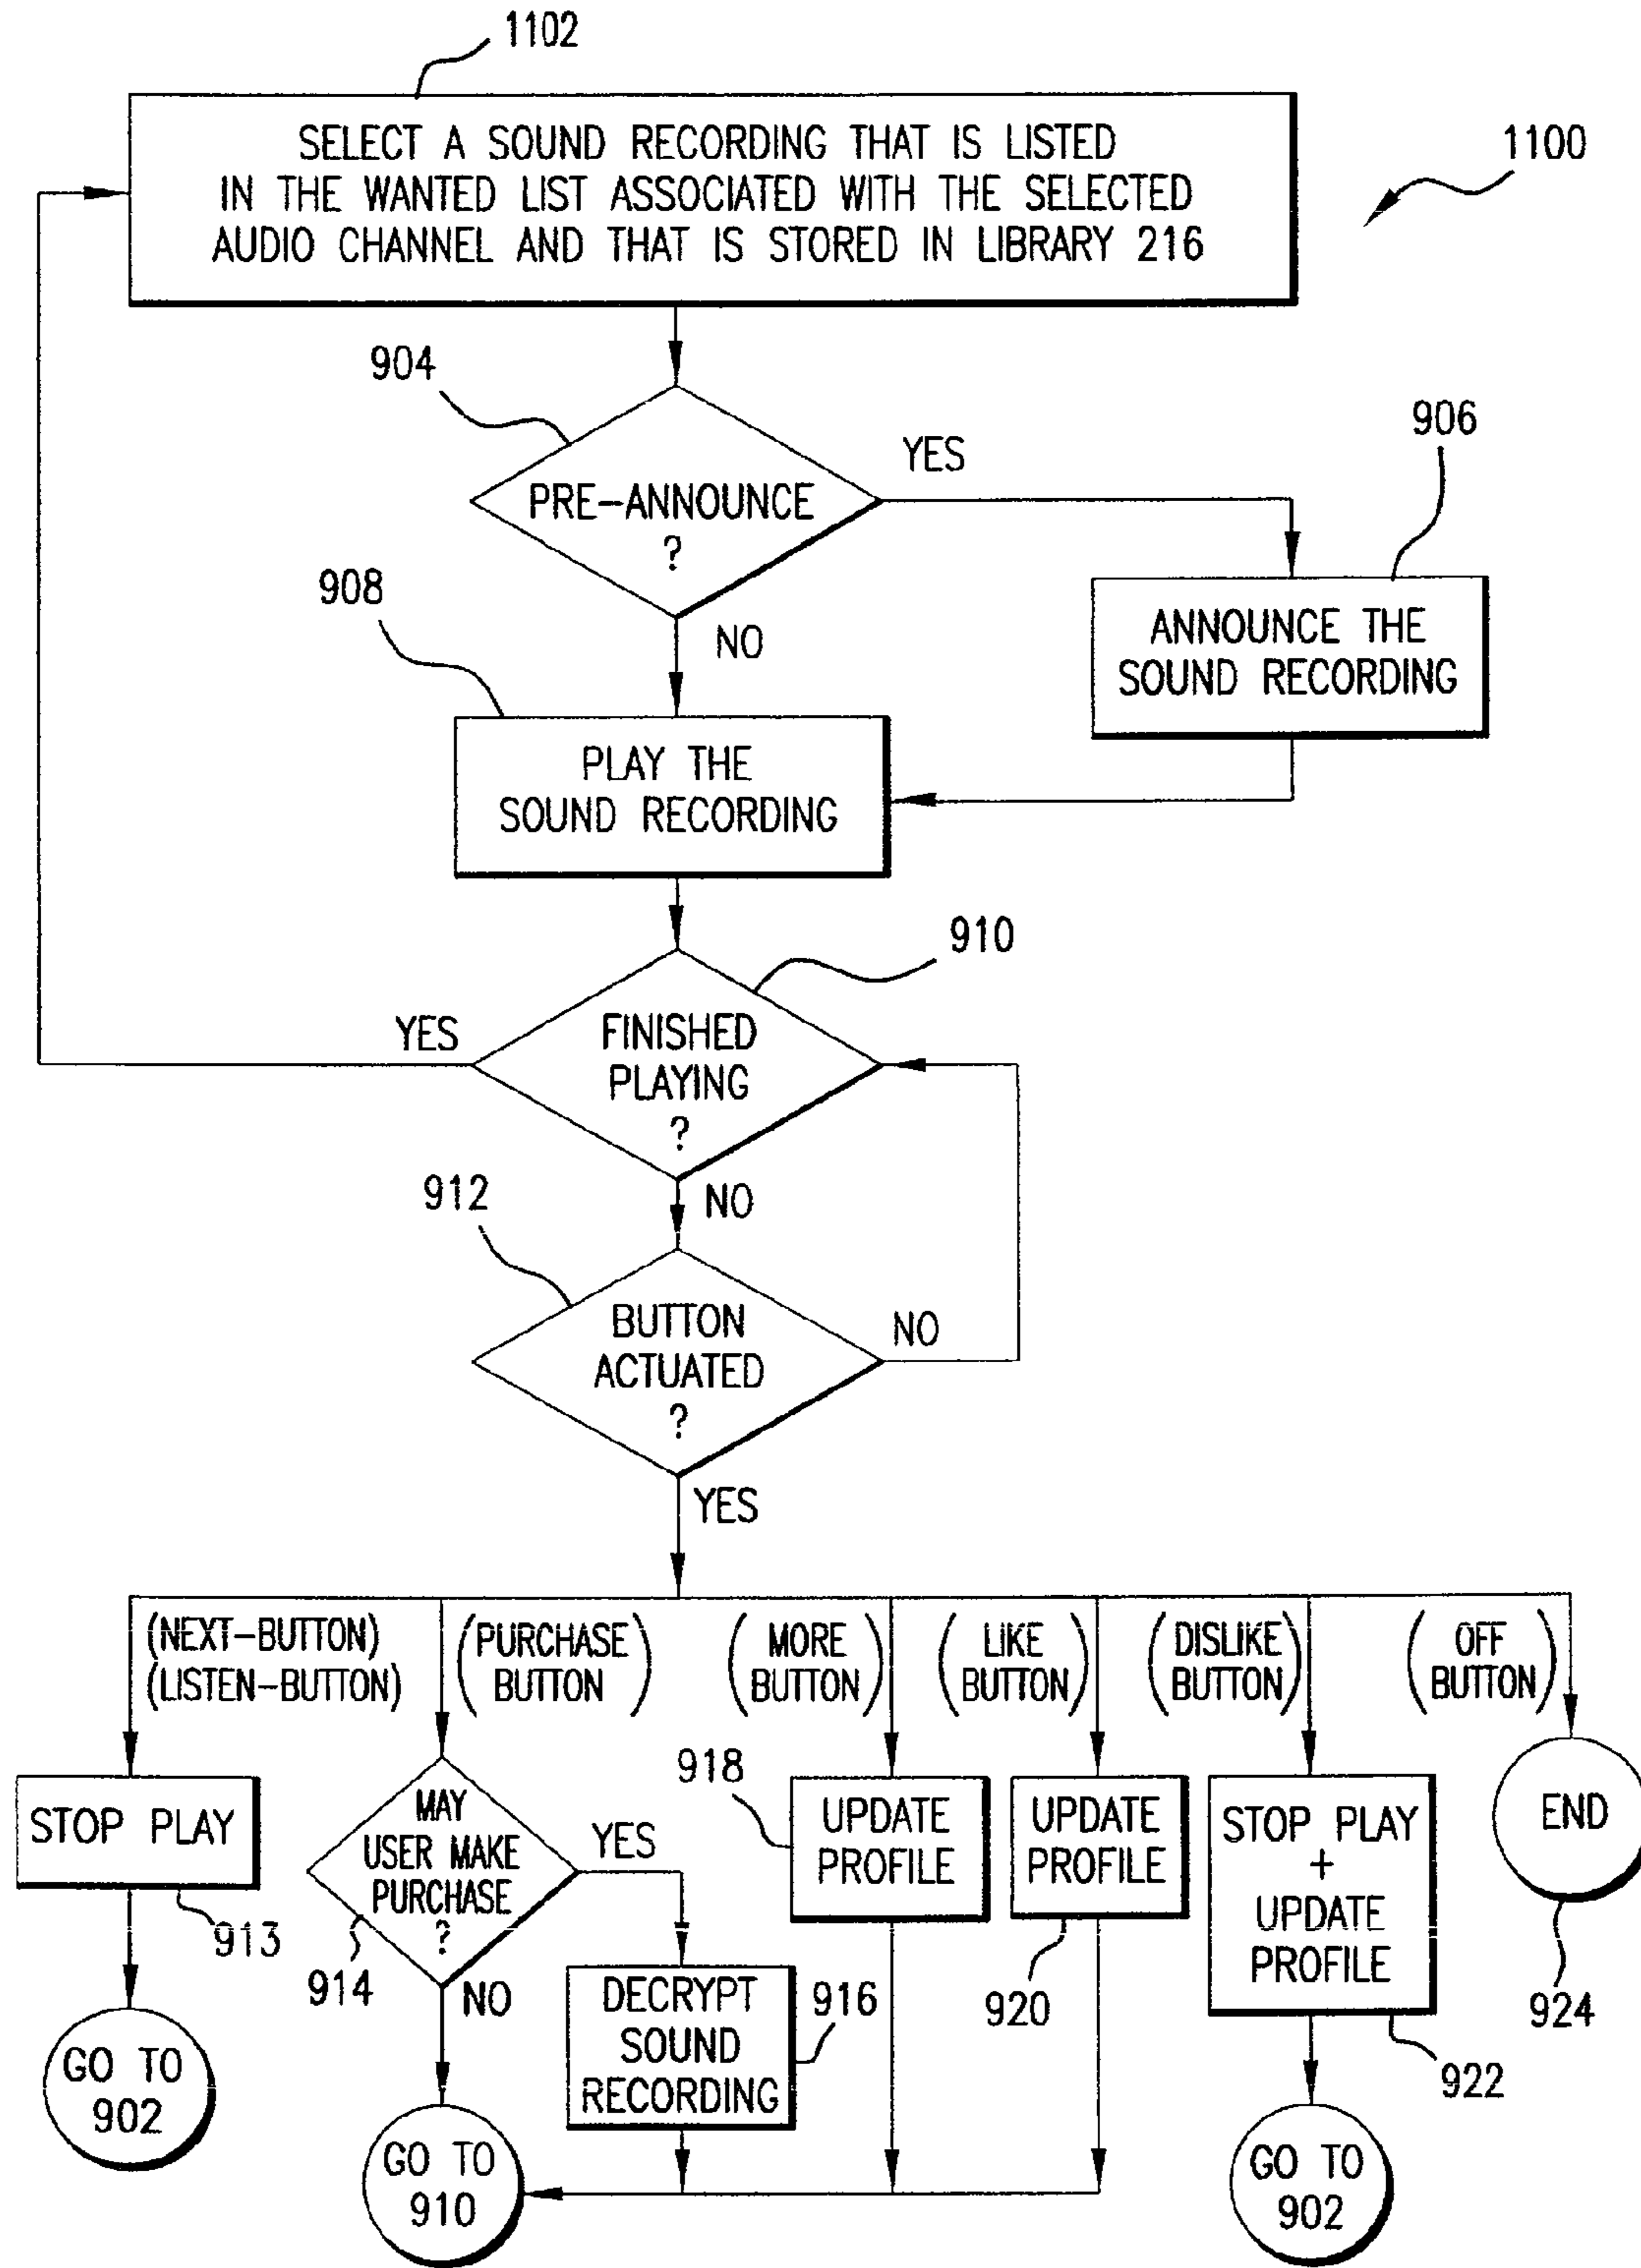 1102
SELECT A SOUND RECORDING THAT IS LISTED
IN THE WANTED LIST ASSOCIATED WITH THE SELECTED
AUDIO CHANNEL AND THAT IS STORED IN LIBRARY 216
1100
904
PRE-ANNOUNCE
?
YES
906
ANNOUNCE THE
SOUND RECORDING
NO
908
PLAY THE
SOUND RECORDING
910
FINISHED
PLAYING
?
YES
NO
912
BUTTON
ACTUATED
?
NO
YES
(NEXT-BUTTON)
(LISTEN-BUTTON)
(PURCHASE
BUTTON)
(MORE
BUTTON)
(LIKE
BUTTON)
(DISLIKE
BUTTON)
(OFF
BUTTON)
STOP PLAY
913
GO TO
902
MAY
USER MAKE
PURCHASE
?
914
YES
NO
DECRYPT
SOUND
RECORDING
916
GO TO
910
918
UPDATE
PROFILE
UPDATE
PROFILE
920
STOP PLAY
+
UPDATE
PROFILE
922
GO TO
902
END
924